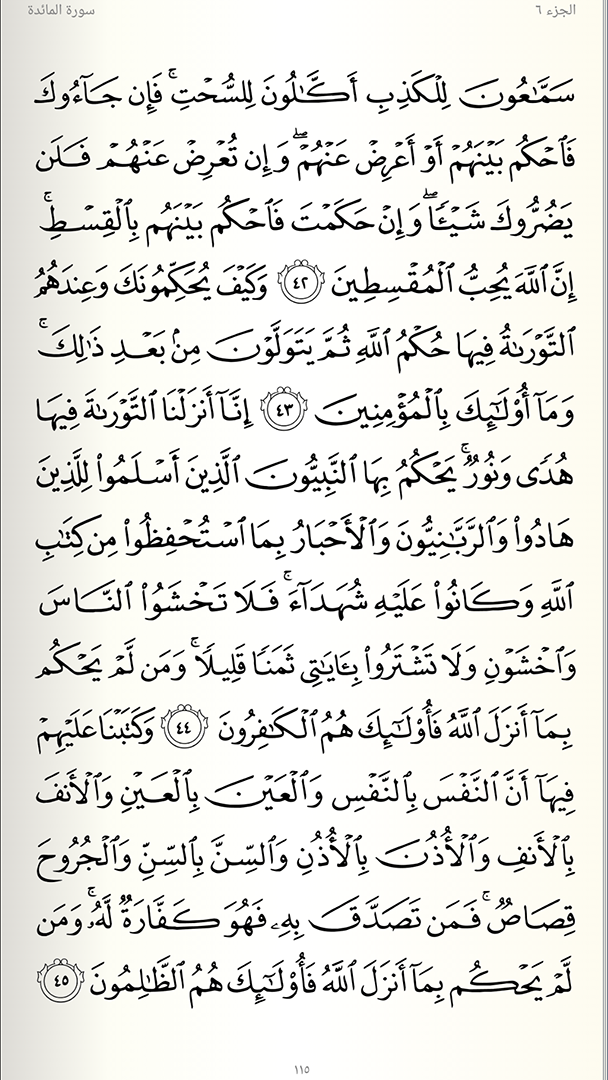 سورة المائدة
الجزء ٦
سَمَّٰعُونَ لِلْكَذِبِ أَكَّٰلُونَ لِلسُّحْتِ ۚ فَإِن جَآءُوكَ
فَٱحْكُم بَيْنَهُمْ أَوْ أَعْرِضْ عَنْهُمْ ۖ وَإِن تُعْرِضْ عَنْهُمْ فَلَن
يَضُرُّوكَ شَيْـًٔا ۖ وَإِنْ حَكَمْتَ فَٱحْكُم بَيْنَهُم بِٱلْقِسْطِ ۚ
إِنَّ ٱللَّهَ يُحِبُّ ٱلْمُقْسِطِينَ ٤٢ وَكَيْفَ يُحَكِّمُونَكَ وَعِندَهُمُ
ٱلتَّوْرَىٰةُ فِيهَا حُكْمُ ٱللَّهِ ثُمَّ يَتَوَلَّوْنَ مِنۢ بَعْدِ ذَٰلِكَ ۚ
وَمَآ أُو۟لَٰٓئِكَ بِٱلْمُؤْمِنِينَ ٤٣ إِنَّآ أَنزَلْنَا ٱلتَّوْرَىٰةَ فِيهَا
هُدًى وَنُورٌ ۚ يَحْكُمُ بِهَا ٱلنَّبِيُّونَ ٱلَّذِينَ أَسْلَمُوا۟ لِلَّذِينَ
هَادُوا۟ وَٱلرَّبَّٰنِيُّونَ وَٱلْأَحْبَارُ بِمَا ٱسْتُحْفِظُوا۟ مِن كِتَٰبِ
ٱللَّهِ وَكَانُوا۟ عَلَيْهِ شُهَدَآءَ ۚ فَلَا تَخْشَوُا۟ ٱلنَّاسَ
وَٱخْشَوْنِ وَلَا تَشْتَرُوا۟ بِـَٔايَٰتِى ثَمَنًا قَلِيلًا ۚ وَمَن لَّمْ يَحْكُم
بِمَآ أَنزَلَ ٱللَّهُ فَأُو۟لَٰٓئِكَ هُمُ ٱلْكَٰفِرُونَ ٤٤ وَكَتَبْنَا عَلَيْهِمْ
فِيهَآ أَنَّ ٱلنَّفْسَ بِٱلنَّفْسِ وَٱلْعَيْنَ بِٱلْعَيْنِ وَٱلْأَنفَ
بِٱلْأَنفِ وَٱلْأُذُنَ بِٱلْأُذُنِ وَٱلسِّنَّ بِٱلسِّنِّ وَٱلْجُرُوحَ
قِصَاصٌ ۚ فَمَن تَصَدَّقَ بِهِۦ فَهُوَ كَفَّارَةٌ لَّهُۥ ۚ وَمَن
لَّمْ يَحْكُم بِمَآ أَنزَلَ ٱللَّهُ فَأُو۟لَٰٓئِكَ هُمُ ٱلظَّٰلِمُونَ ٤٥
١١٥